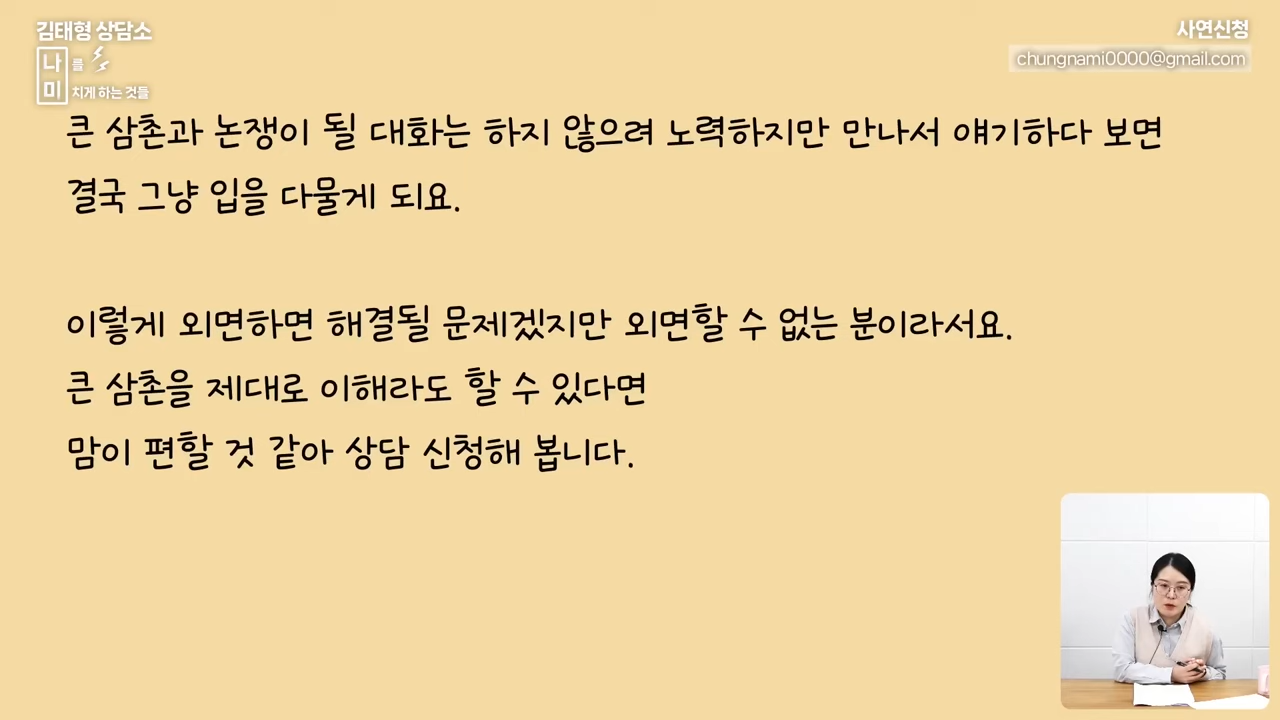 김태형 상담소
나를
미치게 하는 것들
사연신청
chungnami0000@gmail.com
큰 삼촌과 논쟁이 될 대화는 하지 않으려 노력하지만 만나서 얘기하다 보면
결국 그냥 입을 다물게 되요.
이렇게 외면하면 해결될 문제겠지만 외면할 수 없는 분이라서요.
큰 삼촌을 제대로 이해라도 할 수 있다면
맘이 편할 것 같아 상담 신청해 봅니다.